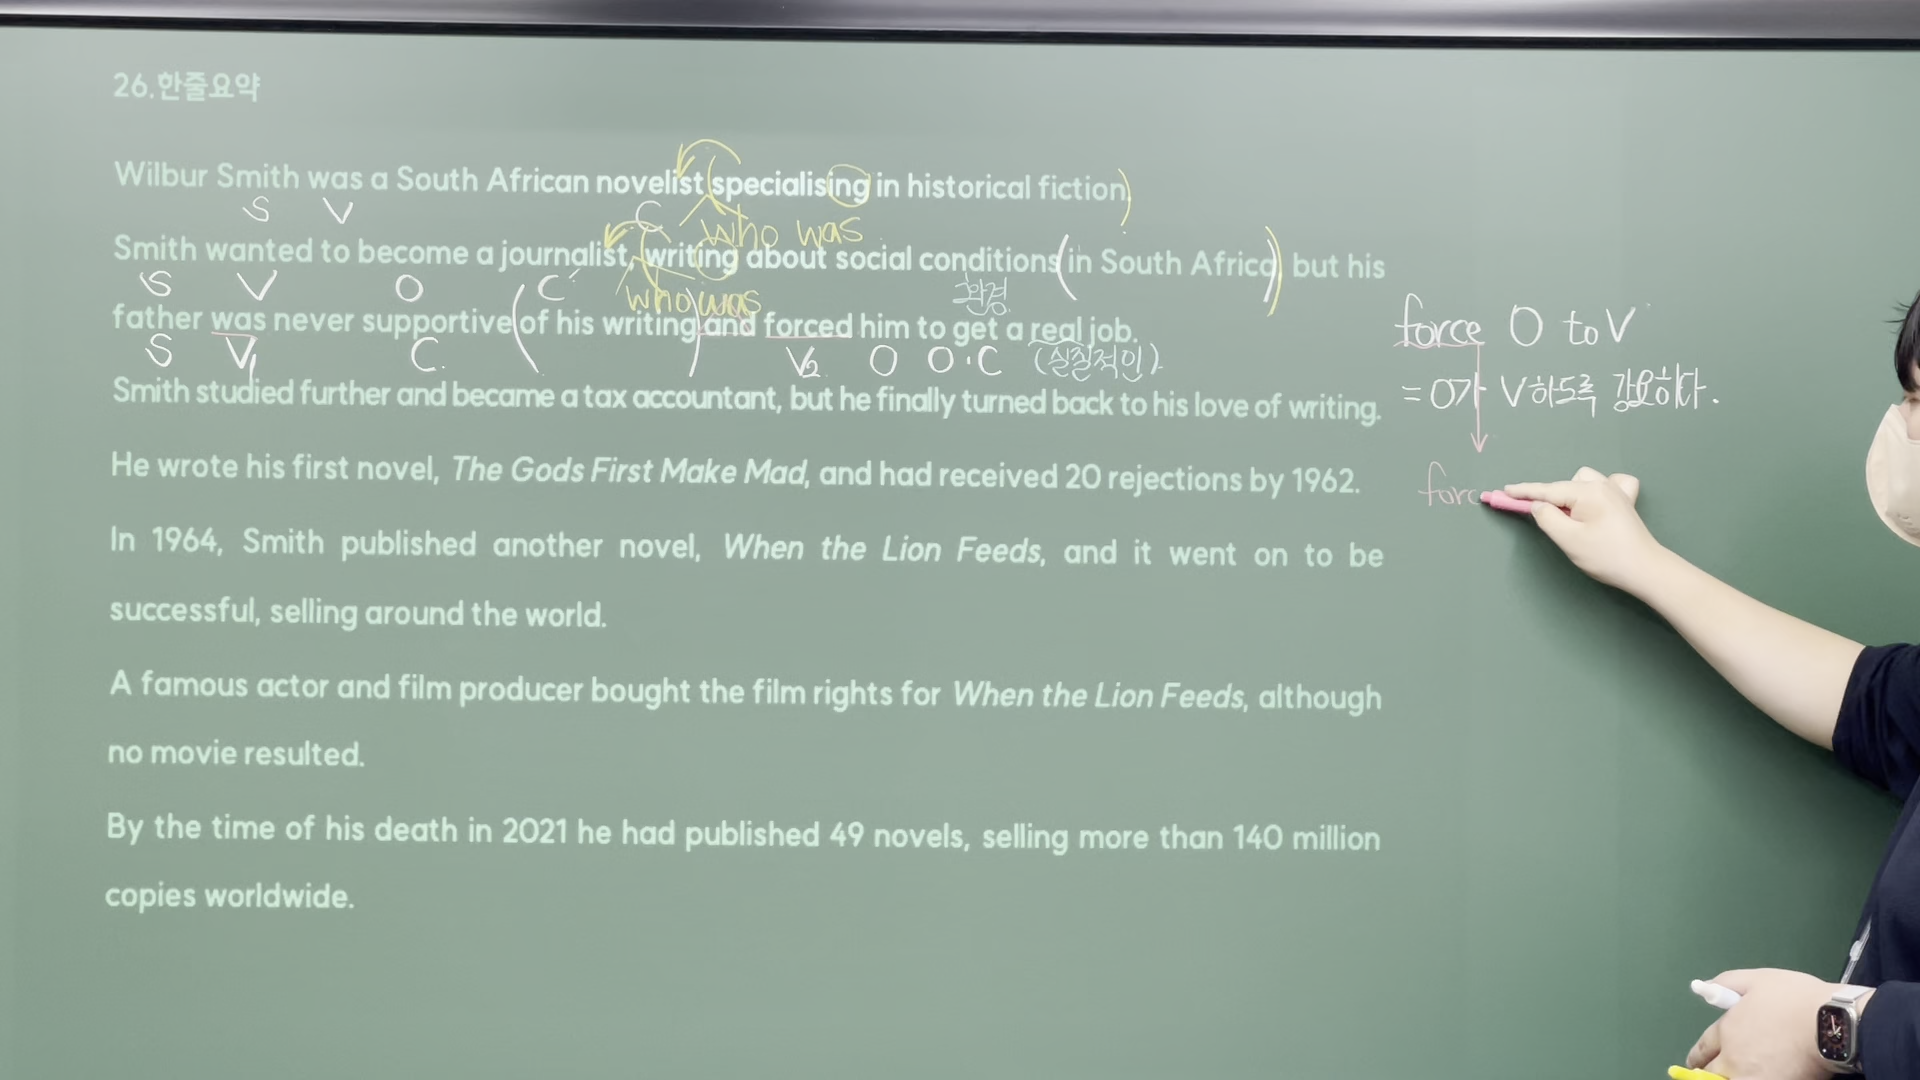 26.한줄요약
Wilbur Smith was a South African novelist specialising in historical fiction
S V C who was
Smith wanted to become a journalist, writing about social conditions (in South Africa), but his
S V O C who was 환경
father was never supportive (of his writing) and forced him to get a real job.
S V1 C. V2 O O·C (실질적인).
Smith studied further and became a tax accountant, but he finally turned back to his love of writing.
He wrote his first novel, The Gods First Make Mad, and had received 20 rejections by 1962.
In 1964, Smith published another novel, When the Lion Feeds, and it went on to be
successful, selling around the world.
A famous actor and film producer bought the film rights for When the Lion Feeds, although
no movie resulted.
By the time of his death in 2021 he had published 49 novels, selling more than 140 million
copies worldwide.
force O to V
= O가 V하도록 강요하다.
forc